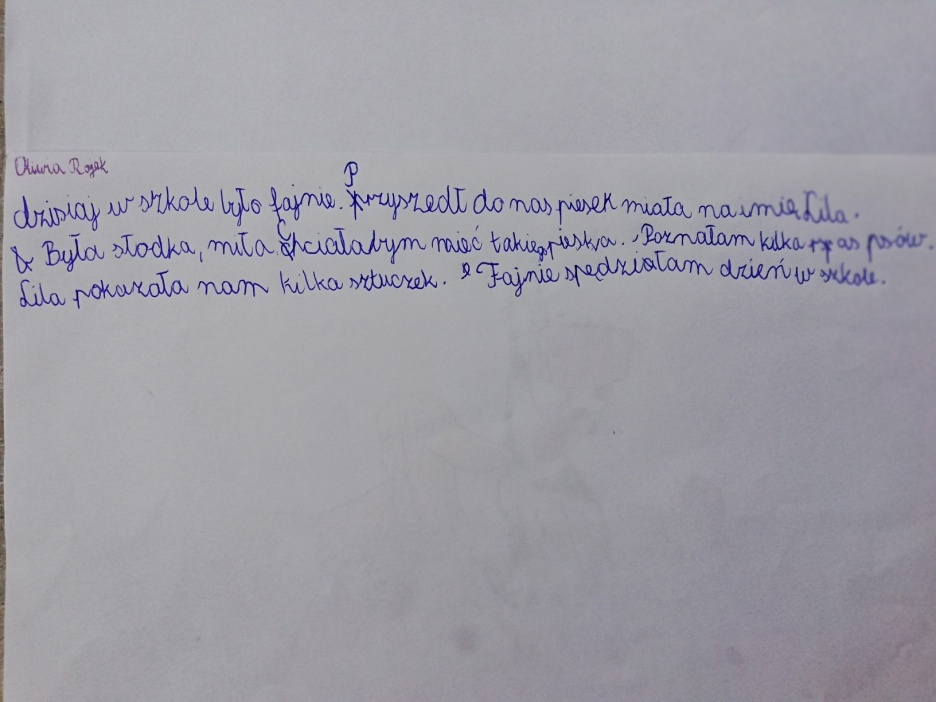 Oliwia Rojek
dzisiaj w szkole było fajnie. Przyszedł do nas piesek miała na imię Lila.
Była słodka, miła Chciałabym mieć takiego pieska. Poznałam kilka ras psów.
Lila pokazała nam kilka sztuczek. Fajnie spędziałam dzień w szkole.